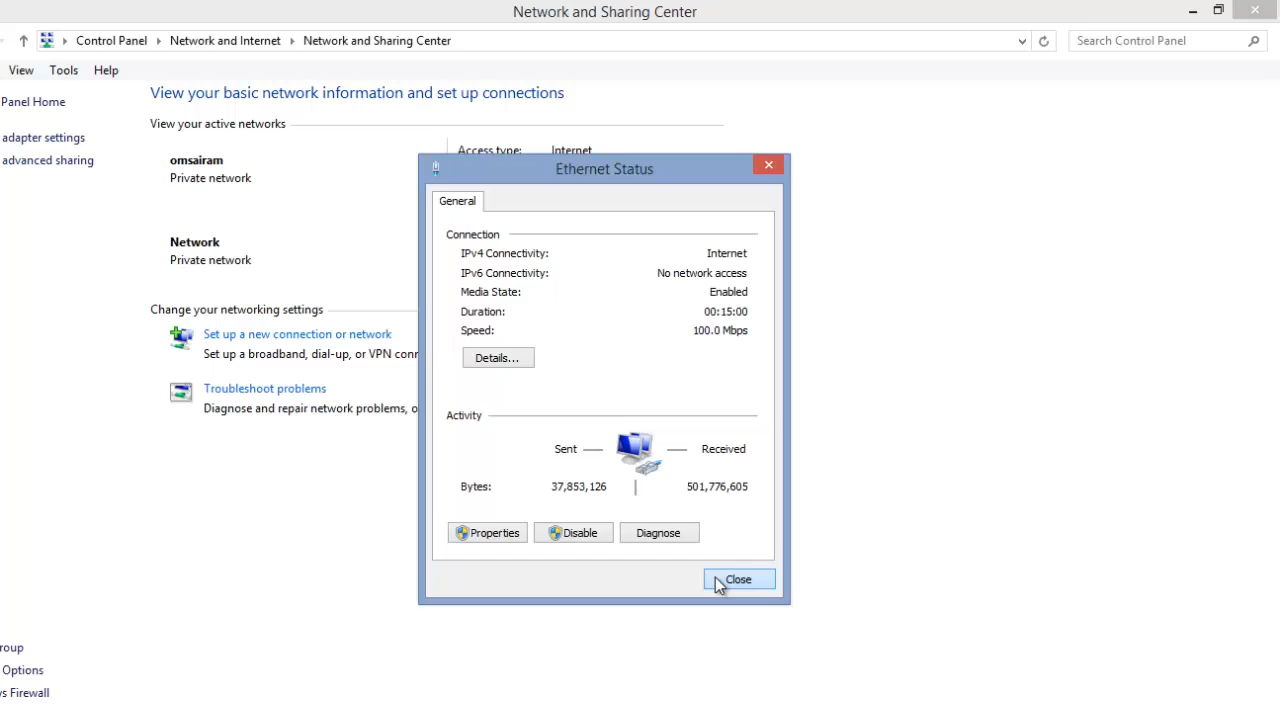 Network and Sharing Center
Control Panel Network and Internet Network and Sharing Center
Search Control Panel
View Tools Help
Panel Home
adapter settings
advanced sharing
View your basic network information and set up connections
View your active networks
omsairam
Private network
Access type: Internet
Network
Private network
Change your networking settings
Set up a new connection or network
Set up a broadband, dial-up, or VPN conn
Troubleshoot problems
Diagnose and repair network problems, o
roup
Options
s Firewall
Ethernet Status
General
Connection
IPv4 Connectivity: Internet
IPv6 Connectivity: No network access
Media State: Enabled
Duration: 00:15:00
Speed: 100.0 Mbps
Details...
Activity
Sent Received
Bytes: 37,853,126 501,776,605
Properties Disable Diagnose
Close